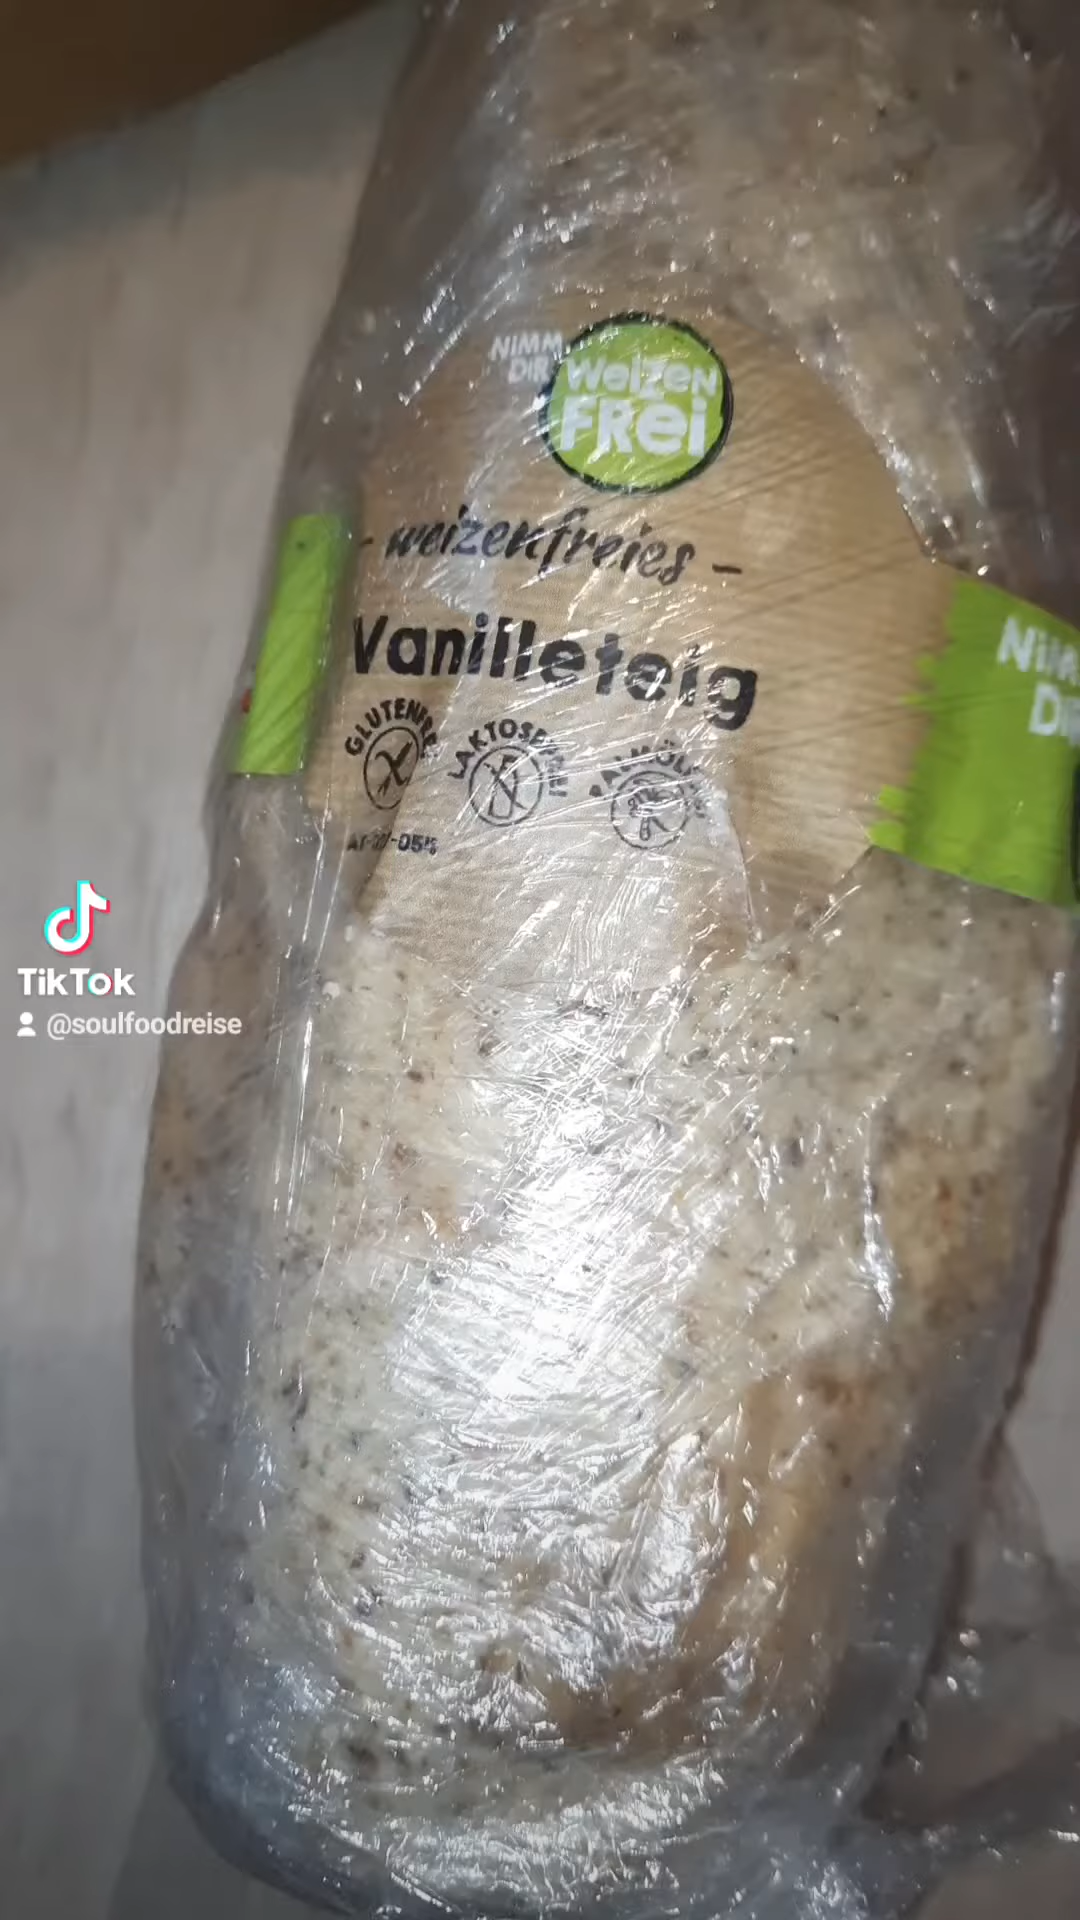 NIMM
DIR
Weizen
FRei
- weizenfreies -
Vanilleteig
GLUTENFREI
LAKTOSEFREI
TikTok
@soulfoodreise